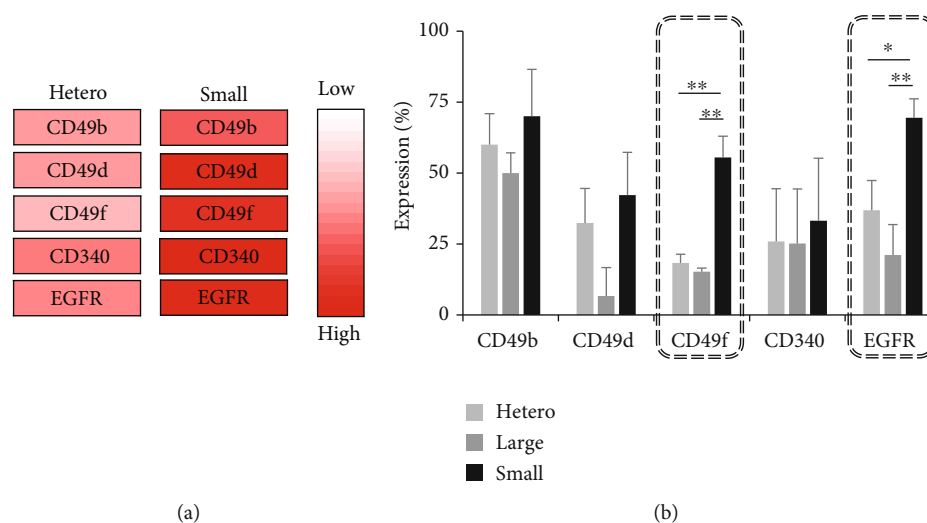 Hetero
CD49b
CD49d
CD49f
CD340
EGFR
Small
CD49b
CD49d
CD49f
CD340
EGFR
Low
High
(a)
Expression (%)
100
75
50
25
0
**
**
*
**
CD49b CD49d CD49f CD340 EGFR
Hetero
Large
Small
(b)